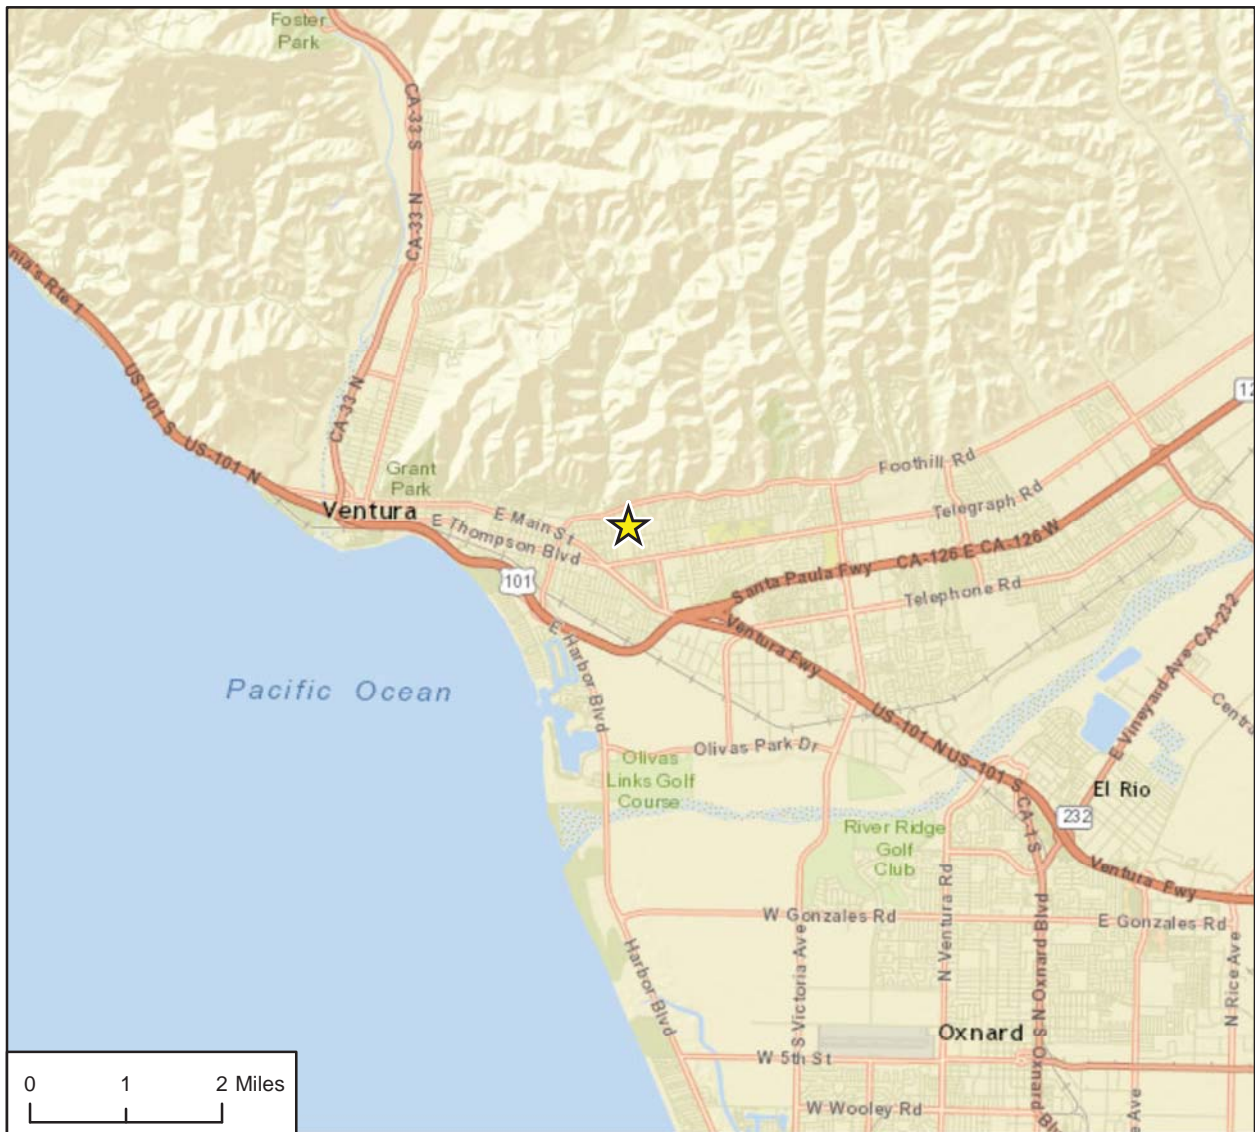 Foster
Park
CA-33 S
CA-33 N
nia's Rte 1
US-101 S
US-101 N
CA-33 N
Grant
Park
Ventura
E Main St
E Thompson Blvd
101
Foothill Rd
Telegraph Rd
12
Santa Paula Fwy
CA-126 E
CA-126 W
Telephone Rd
Ventura Fwy
E Harbor Blvd
Pacific Ocean
US-101 N
US-101 S
E Vineyard Ave
CA-232
Centr
Olivas Park Dr
Olivas
Links Golf
Course
El Rio
232
CA-1 S
River Ridge
Golf
Club
Ventura Fwy
W Gonzales Rd
E Gonzales Rd
N Ventura Rd
N Oxnard Blvd
S Victoria Ave
N Rice Ave
Harbor Blvd
Oxnard
W 5th St
S Oxnard
Blv
W Wooley Rd
e Ave
0 1 2 Miles